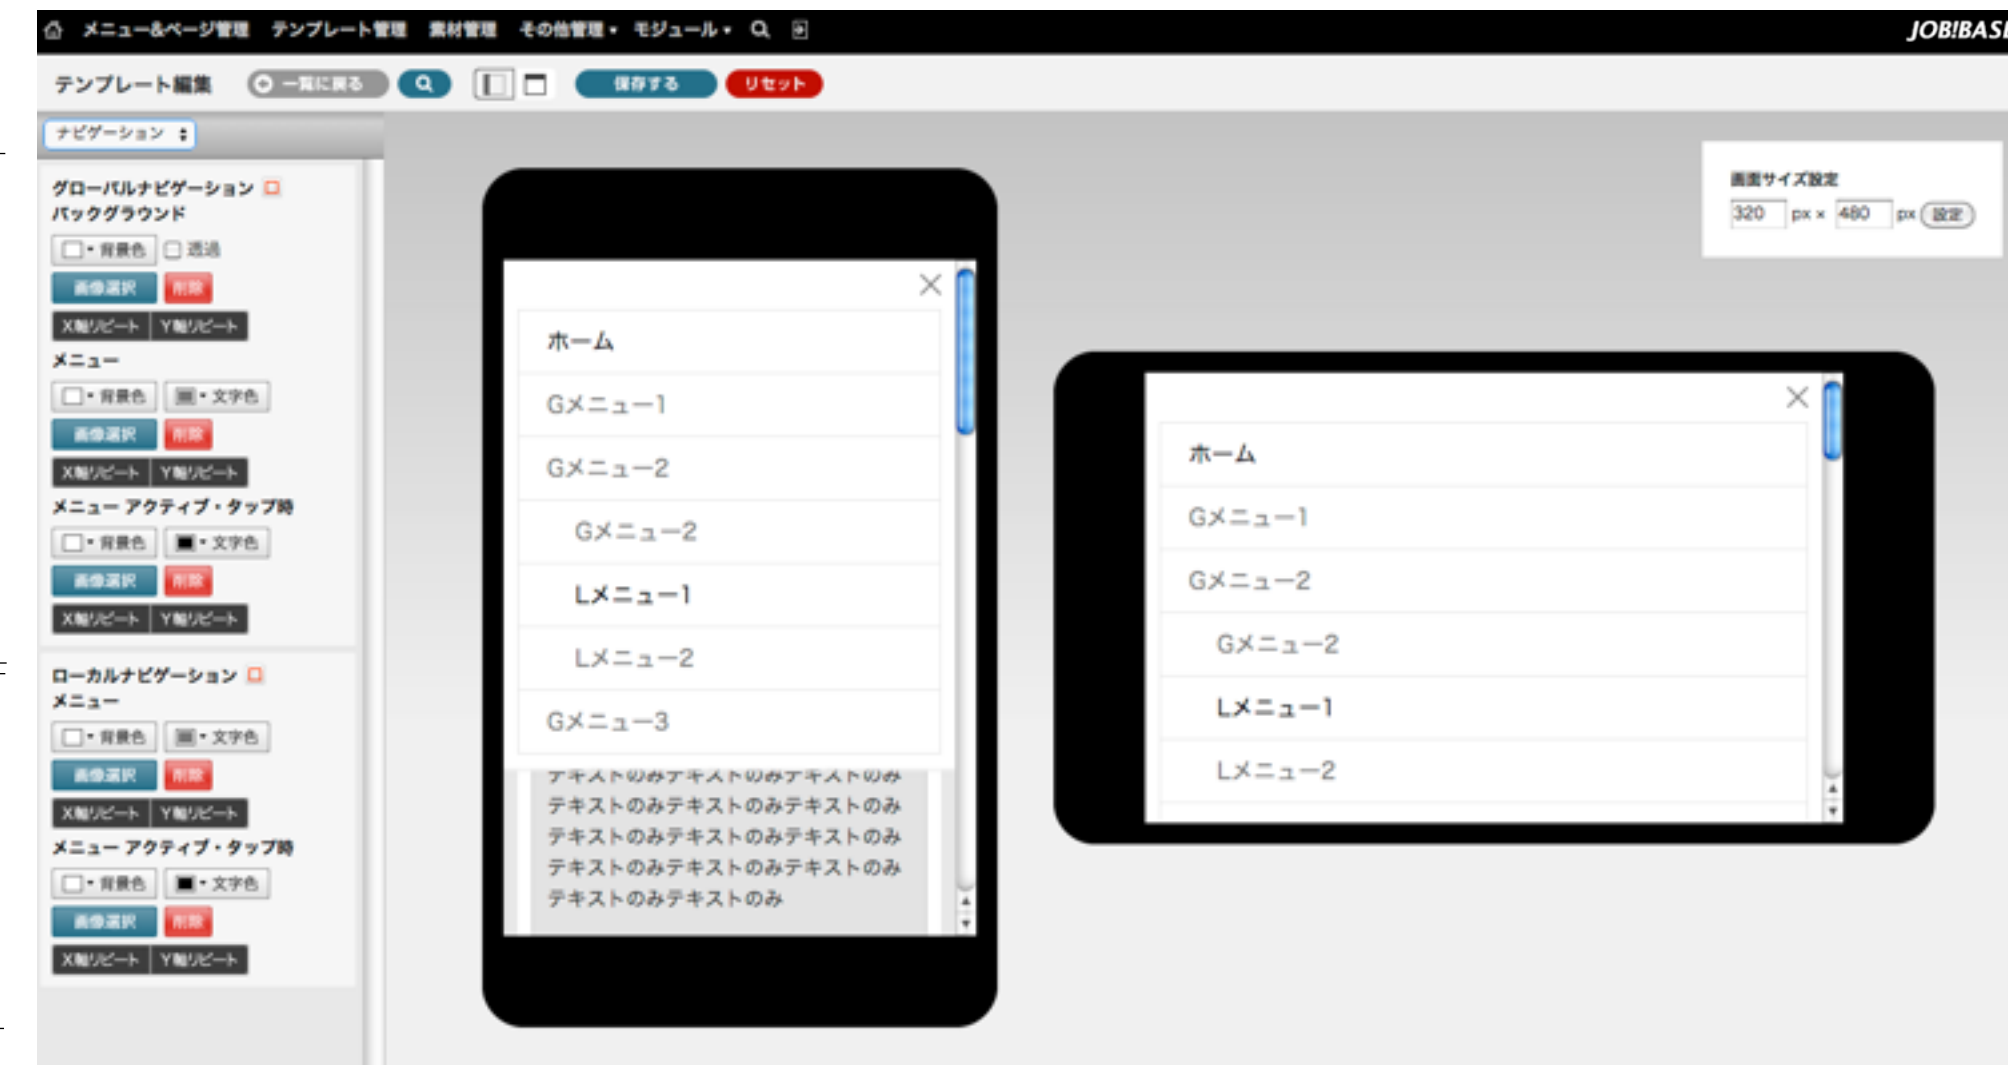 メニュー&ページ管理 テンプレート管理 素材管理 その他管理 モジュール
JOB!BASE
テンプレート編集 一覧に戻る 保存する リセット
ナビゲーション
グローバルナビゲーション
バックグラウンド
背景色 透過
画像選択 削除
X軸リピート Y軸リピート
メニュー
背景色 文字色
画像選択 削除
X軸リピート Y軸リピート
メニュー アクティブ・タップ時
背景色 文字色
画像選択 削除
X軸リピート Y軸リピート
ローカルナビゲーション
メニュー
背景色 文字色
画像選択 削除
X軸リピート Y軸リピート
メニュー アクティブ・タップ時
背景色 文字色
画像選択 削除
X軸リピート Y軸リピート
ホーム
Gメニュー1
Gメニュー2
Gメニュー2
Lメニュー1
Lメニュー2
Gメニュー3
テキストのみテキストのみテキストのみ
テキストのみテキストのみテキストのみ
テキストのみテキストのみテキストのみ
テキストのみテキストのみテキストのみ
テキストのみテキストのみ
ホーム
Gメニュー1
Gメニュー2
Gメニュー2
Lメニュー1
Lメニュー2
画面サイズ設定
320 px × 480 px 設定